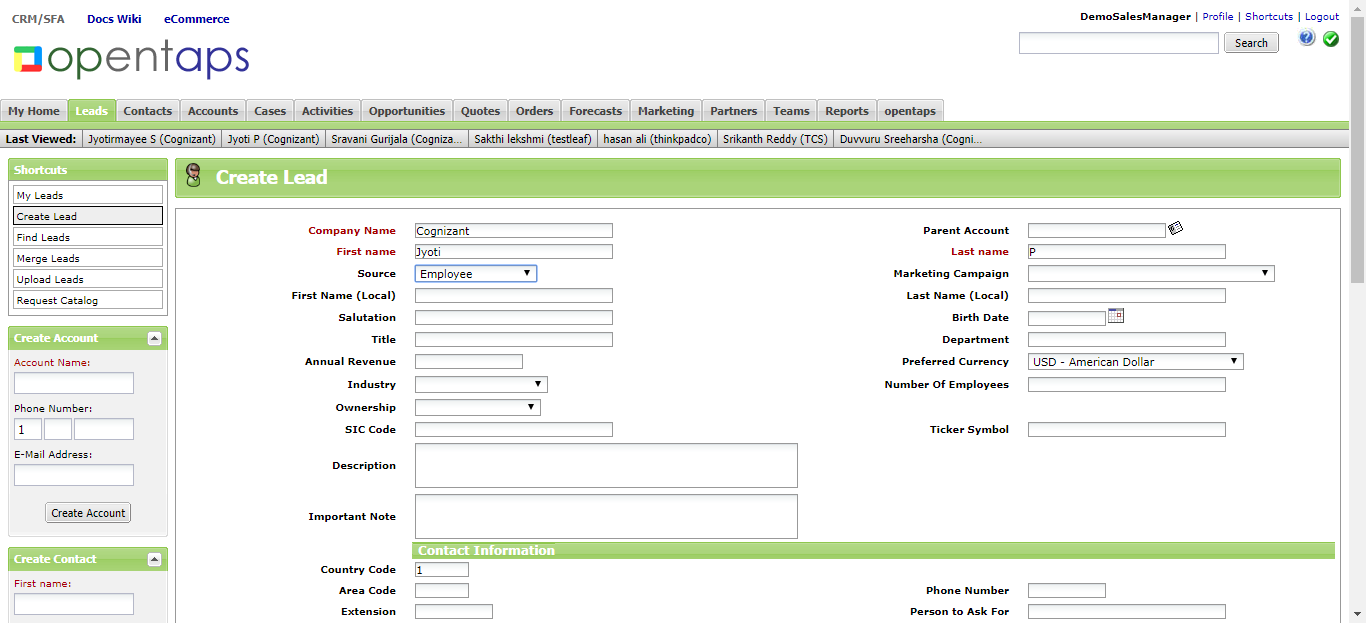 CRM/SFA Docs Wiki eCommerce
DemoSalesManager | Profile | Shortcuts | Logout
opentaps
Search
My Home Leads Contacts Accounts Cases Activities Opportunities Quotes Orders Forecasts Marketing Partners Teams Reports opentaps
Last Viewed: Jyotirmayee S (Cognizant) Jyoti P (Cognizant) Sravani Gurijala (Cogniza... Sakthi lekshmi (testleaf) hasan ali (thinkpadco) Srikanth Reddy (TCS) Duvvuru Sreeharsha (Cogni...
Shortcuts
My Leads
Create Lead
Find Leads
Merge Leads
Upload Leads
Request Catalog
Create Account
Account Name:
Phone Number:
1
E-Mail Address:
Create Account
Create Contact
First name:
Create Lead
Company Name Cognizant Parent Account
First name Jyoti Last name P
Source Employee Marketing Campaign
First Name (Local) Last Name (Local)
Salutation Birth Date
Title Department
Annual Revenue Preferred Currency USD - American Dollar
Industry Number Of Employees
Ownership
SIC Code Ticker Symbol
Description
Important Note
Contact Information
Country Code 1
Area Code Phone Number
Extension Person to Ask For